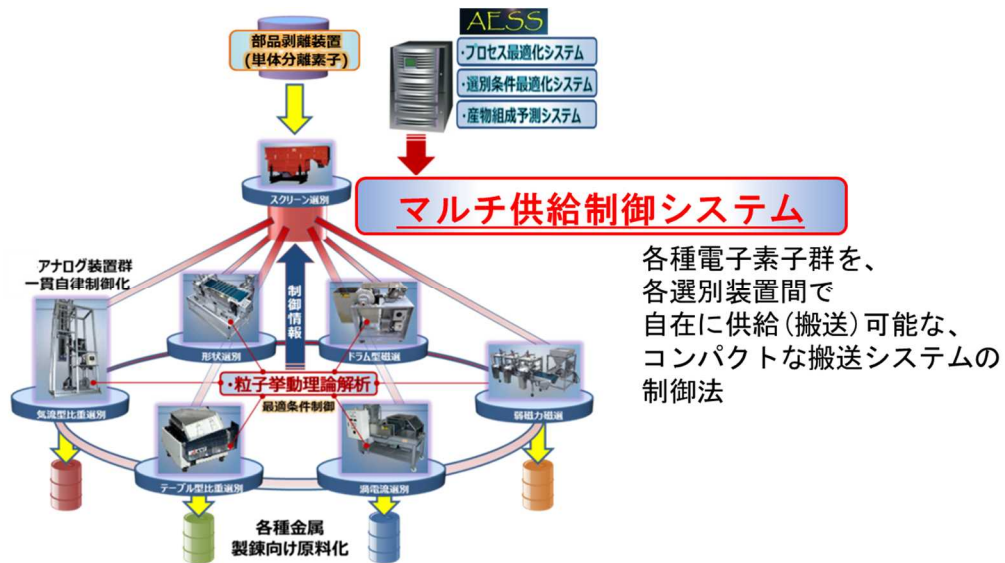 部品剥離装置
(単体分離素子)
AESS
・プロセス最適化システム
・選別条件最適化システム
・産物組成予測システム
スクリーン選別
マルチ供給制御システム
各種電子素子群を、
各選別装置間で
自在に供給(搬送)可能な、
コンパクトな搬送システムの
制御法
アナログ装置群
一貫自律制御化
制御情報
形状選別
ドラム型磁選
・粒子挙動理論解析
最適条件制御
気流型比重選別
弱磁力磁選
テーブル型比重選別
渦電流選別
各種金属
製錬向け原料化